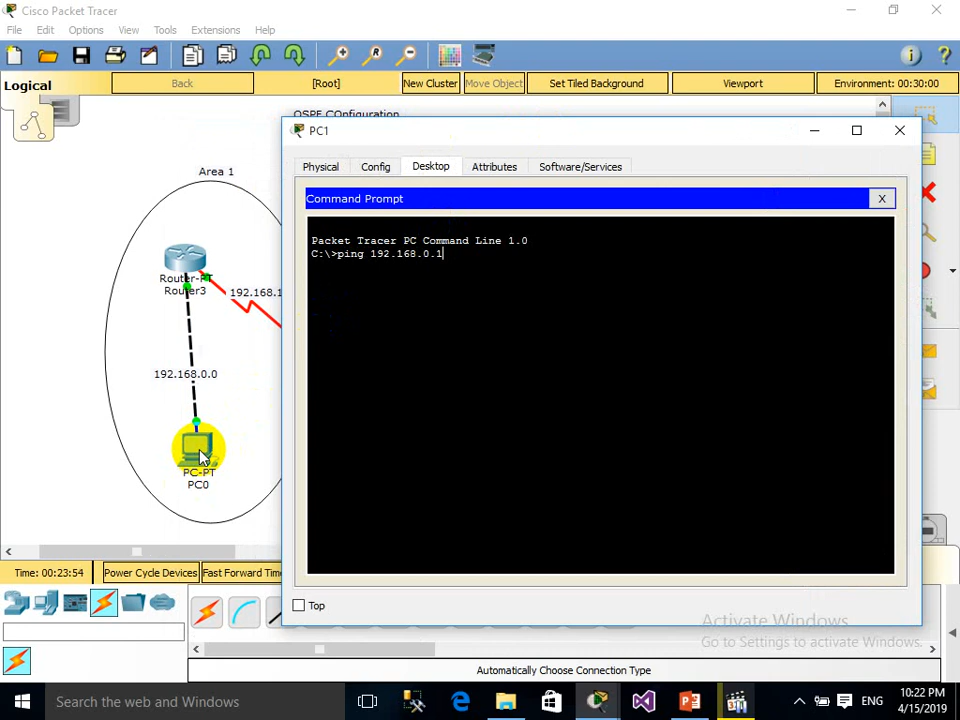 Cisco Packet Tracer
File Edit Options View Tools Extensions Help
Logical Back [Root] New Cluster Move Object Set Tiled Background Viewport Environment: 00:30:00
OSPF COnfiguration
PC1
Physical Config Desktop Attributes Software/Services
Command Prompt X
Packet Tracer PC Command Line 1.0
C:\>ping 192.168.0.1
Area 1
Router-PT
Router3
192.168.1
192.168.0.0
PC-PT
PC0
Time: 00:23:54 Power Cycle Devices Fast Forward Time
Top
Activate Windows
Go to Settings to activate Windows.
Automatically Choose Connection Type
Search the web and Windows
ENG
10:22 PM
4/15/2019